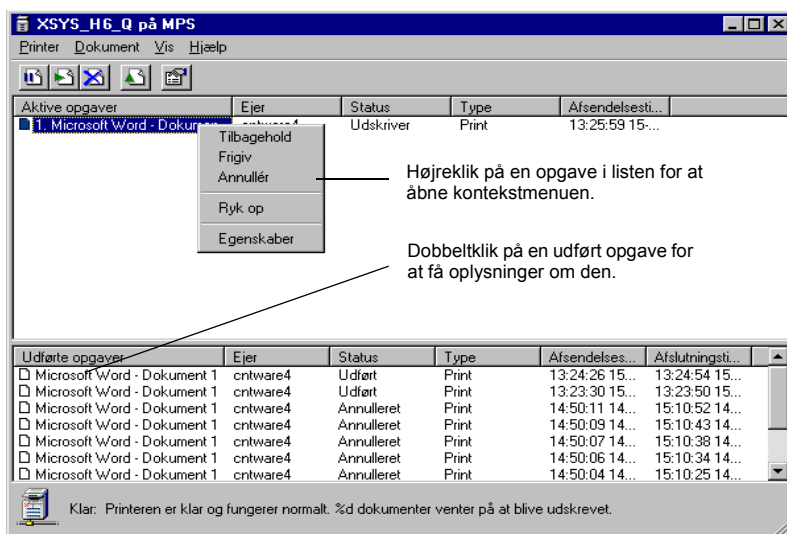 XSYS_H6_Q på MPS
Printer Dokument Vis Hjælp
Aktive opgaver Ejer Status Type Afsendelsesti...
1. Microsoft Word - Dokumen Udskriver Print 13:25:59 15-...
Tilbagehold
Frigiv
Annullér
Ryk op
Egenskaber
Højreklik på en opgave i listen for at
åbne kontekstmenuen.
Dobbeltklik på en udført opgave for
at få oplysninger om den.
Udførte opgaver Ejer Status Type Afsendelses... Afslutningsti...
Microsoft Word - Dokument 1 cntware4 Udført Print 13:24:26 15... 13:24:54 15...
Microsoft Word - Dokument 1 cntware4 Udført Print 13:23:30 15... 13:23:50 15...
Microsoft Word - Dokument 1 cntware4 Annulleret Print 14:50:11 14... 15:10:52 14...
Microsoft Word - Dokument 1 cntware4 Annulleret Print 14:50:09 14... 15:10:43 14...
Microsoft Word - Dokument 1 cntware4 Annulleret Print 14:50:07 14... 15:10:38 14...
Microsoft Word - Dokument 1 cntware4 Annulleret Print 14:50:06 14... 15:10:34 14...
Microsoft Word - Dokument 1 cntware4 Annulleret Print 14:50:04 14... 15:10:25 14...
Klar: Printeren er klar og fungerer normalt. %d dokumenter venter på at blive udskrevet.